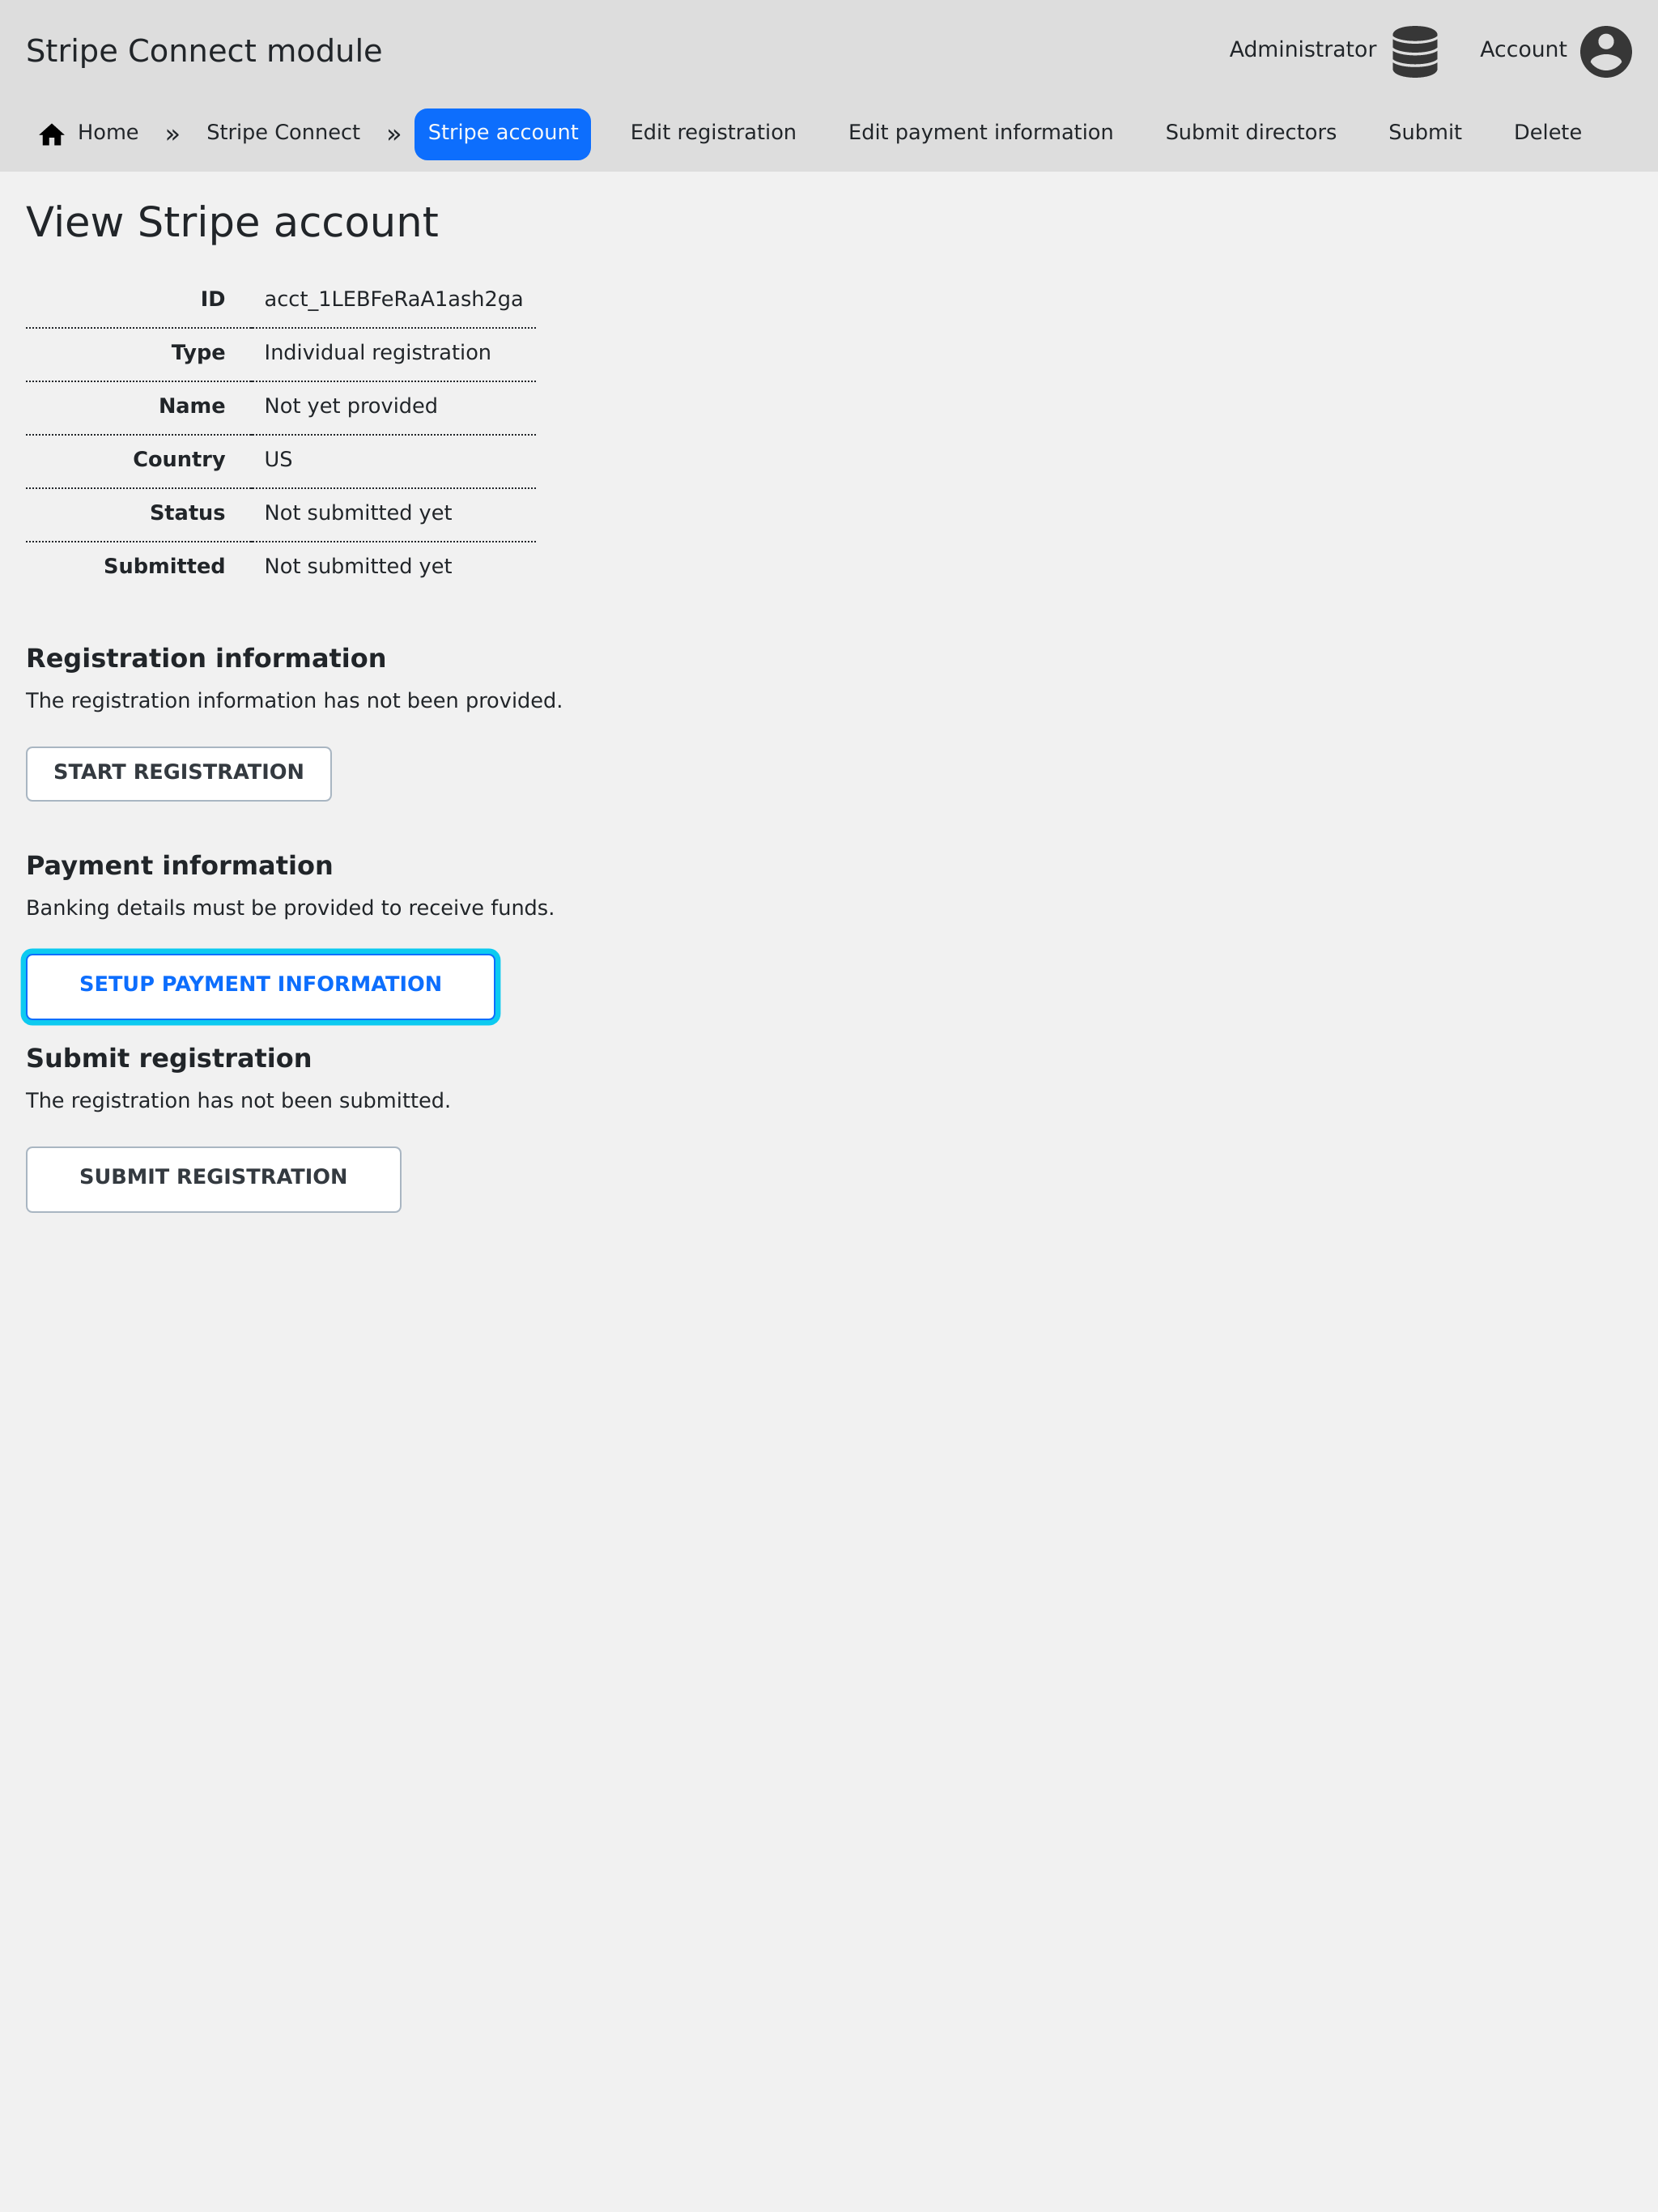 Stripe Connect module Administrator Account
Home » Stripe Connect » Stripe account Edit registration Edit payment information Submit directors Submit Delete
View Stripe account
ID acct_1LEBFeRaA1ash2ga
Type Individual registration
Name Not yet provided
Country US
Status Not submitted yet
Submitted Not submitted yet
Registration information
The registration information has not been provided.
START REGISTRATION
Payment information
Banking details must be provided to receive funds.
SETUP PAYMENT INFORMATION
Submit registration
The registration has not been submitted.
SUBMIT REGISTRATION